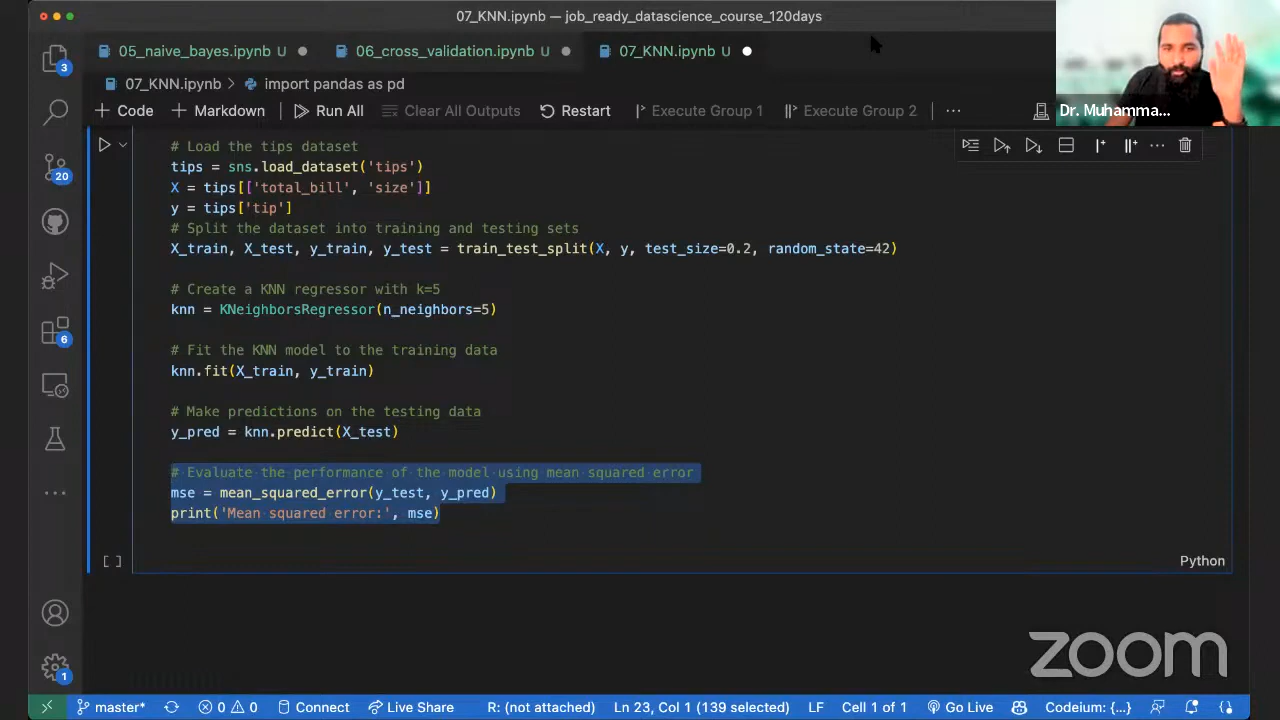 07_KNN.ipynb — job_ready_datascience_course_120days
05_naive_bayes.ipynb U
06_cross_validation.ipynb U
07_KNN.ipynb U
07_KNN.ipynb > import pandas as pd
+ Code + Markdown Run All Clear All Outputs Restart Execute Group 1 Execute Group 2 ...
Dr. Muhamma...
# Load the tips dataset
tips = sns.load_dataset('tips')
X = tips[['total_bill', 'size']]
y = tips['tip']
# Split the dataset into training and testing sets
X_train, X_test, y_train, y_test = train_test_split(X, y, test_size=0.2, random_state=42)
# Create a KNN regressor with k=5
knn = KNeighborsRegressor(n_neighbors=5)
# Fit the KNN model to the training data
knn.fit(X_train, y_train)
# Make predictions on the testing data
y_pred = knn.predict(X_test)
# Evaluate the performance of the model using mean squared error
mse = mean_squared_error(y_test, y_pred)
print('Mean squared error:', mse)
[ ]
Python
3
20
6
1
zoom
master* 0 0 Connect Live Share R: (not attached) Ln 23, Col 1 (139 selected) LF Cell 1 of 1 Go Live Codeium: {...}